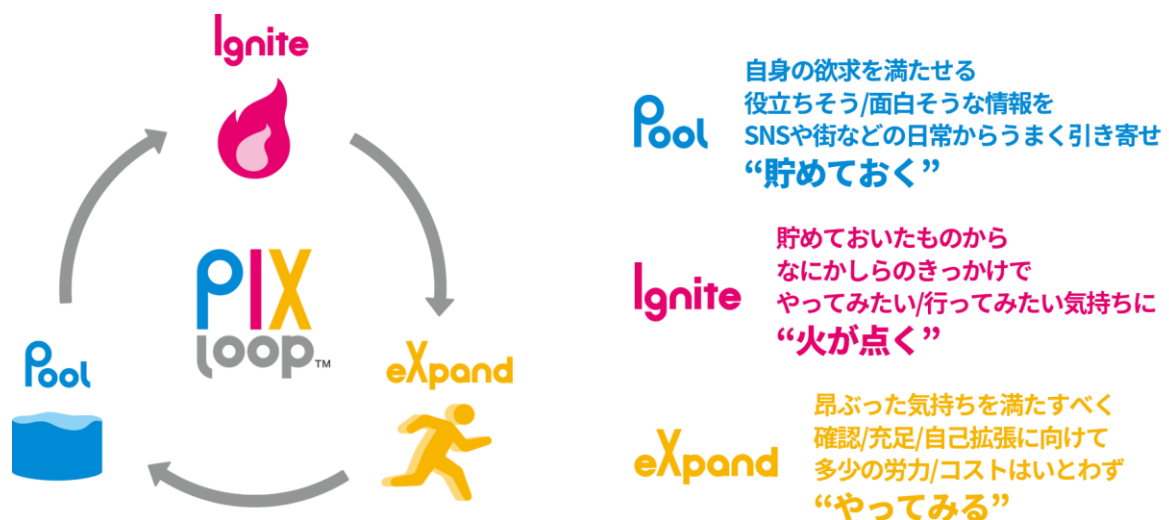 Ignite
PIX
Loop™
Pool
eXpand
Pool
自身の欲求を満たせる
役立ちそう/面白そうな情報を
SNSや街などの日常からうまく引き寄せ
“貯めておく”
Ignite
貯めておいたものから
なにかしらのきっかけで
やってみたい/行ってみたい気持ちに
“火が点く”
eXpand
昂ぶった気持ちを満たすべく
確認/充足/自己拡張に向けて
多少の労力/コストはいとわず
“やってみる”